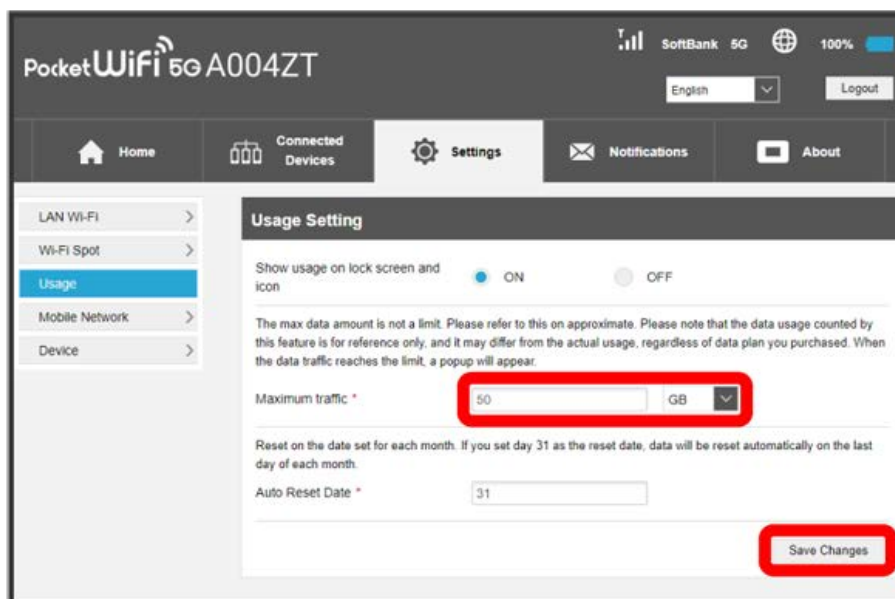 SoftBank 5G 100%
Pocket WiFi 5G A004ZT
English Logout
Home
Connected
Devices
Settings
Notifications
About
LAN Wi-Fi
Wi-Fi Spot
Usage
Mobile Network
Device
Usage Setting
Show usage on lock screen and
icon
ON OFF
The max data amount is not a limit. Please refer to this on approximate. Please note that the data usage counted by
this feature is for reference only, and it may differ from the actual usage, regardless of data plan you purchased. When
the data traffic reaches the limit, a popup will appear.
Maximum traffic * 50 GB
Reset on the date set for each month. If you set day 31 as the reset date, data will be reset automatically on the last
day of each month.
Auto Reset Date * 31
Save Changes